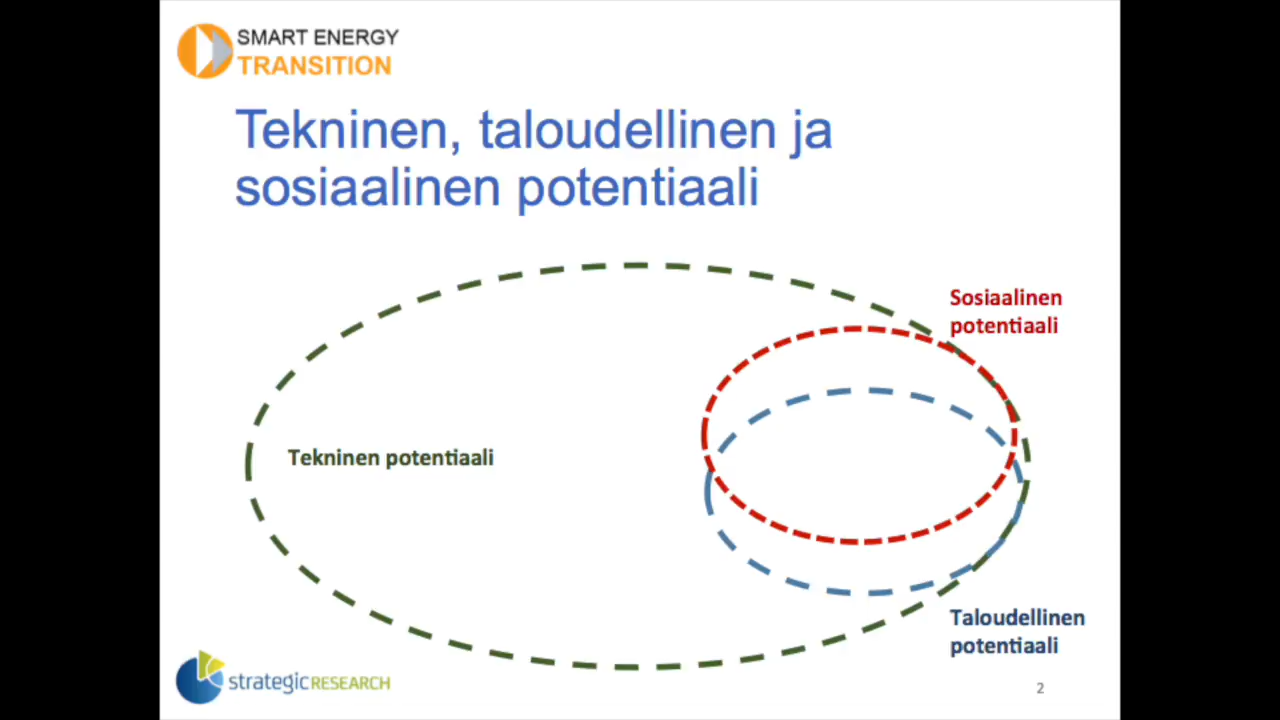 SMART ENERGY
TRANSITION
Tekninen, taloudellinen ja
sosiaalinen potentiaali
Sosiaalinen
potentiaali
Tekninen potentiaali
Taloudellinen
potentiaali
strategicRESEARCH
2